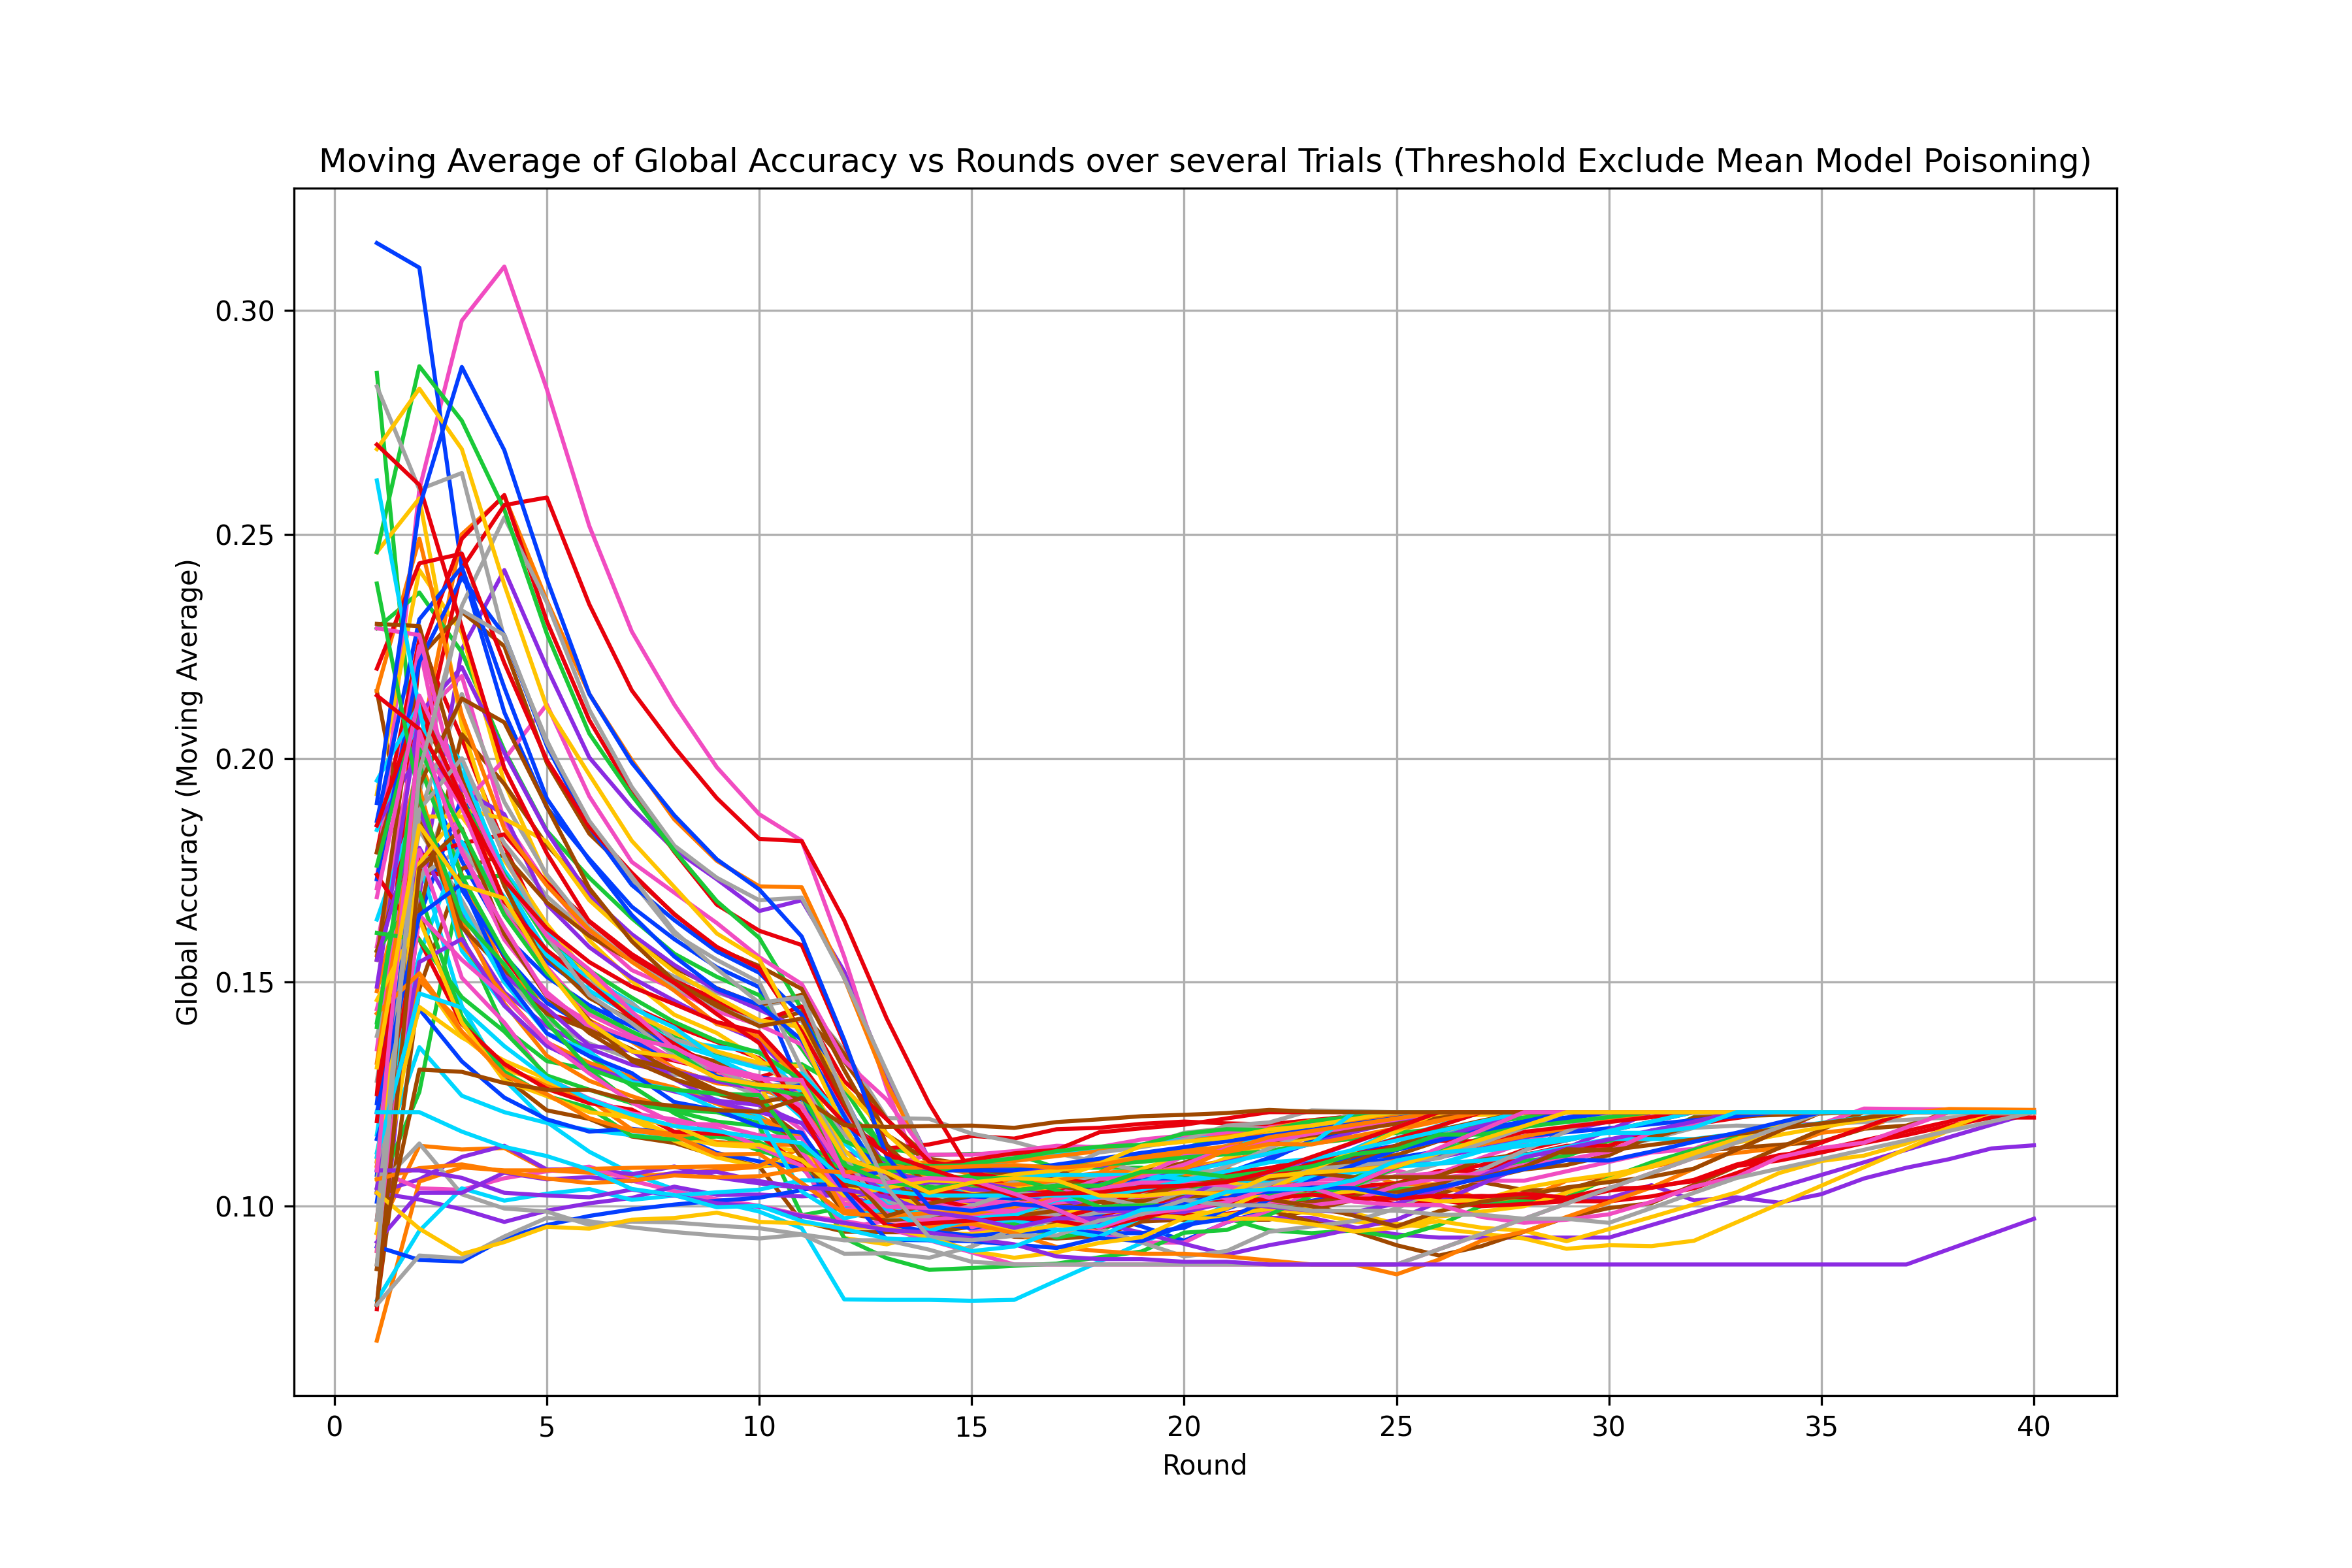 Moving Average of Global Accuracy vs Rounds over several Trials (Threshold Exclude Mean Model Poisoning)
Global Accuracy (Moving Average)
0.30
0.25
0.20
0.15
0.10
0 5 10 15 20 25 30 35 40
Round